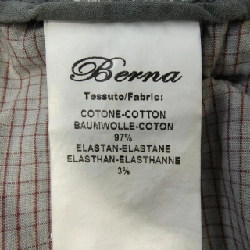 Berna
Tessuto/Fabric:
COTONE-COTTON
BAUMWOLLE-COTON
97%
ELASTAN-ELASTANE
ELASTHAN-ELASTHANNE
3%